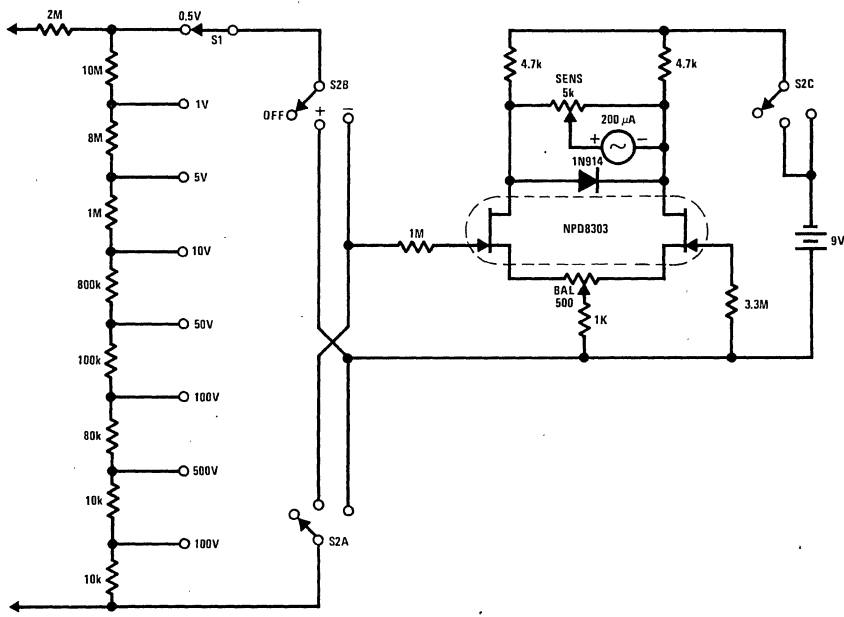 2M
0.5V
S1
10M
1V
8M
5V
1M
10V
800k
50V
100k
100V
80k
500V
10k
100V
10k
S2B
OFF
+
−
S2A
1M
4.7k
4.7k
SENS
5k
200 μA
+
−
1N914
NPD8303
BAL
500
1K
3.3M
S2C
9V